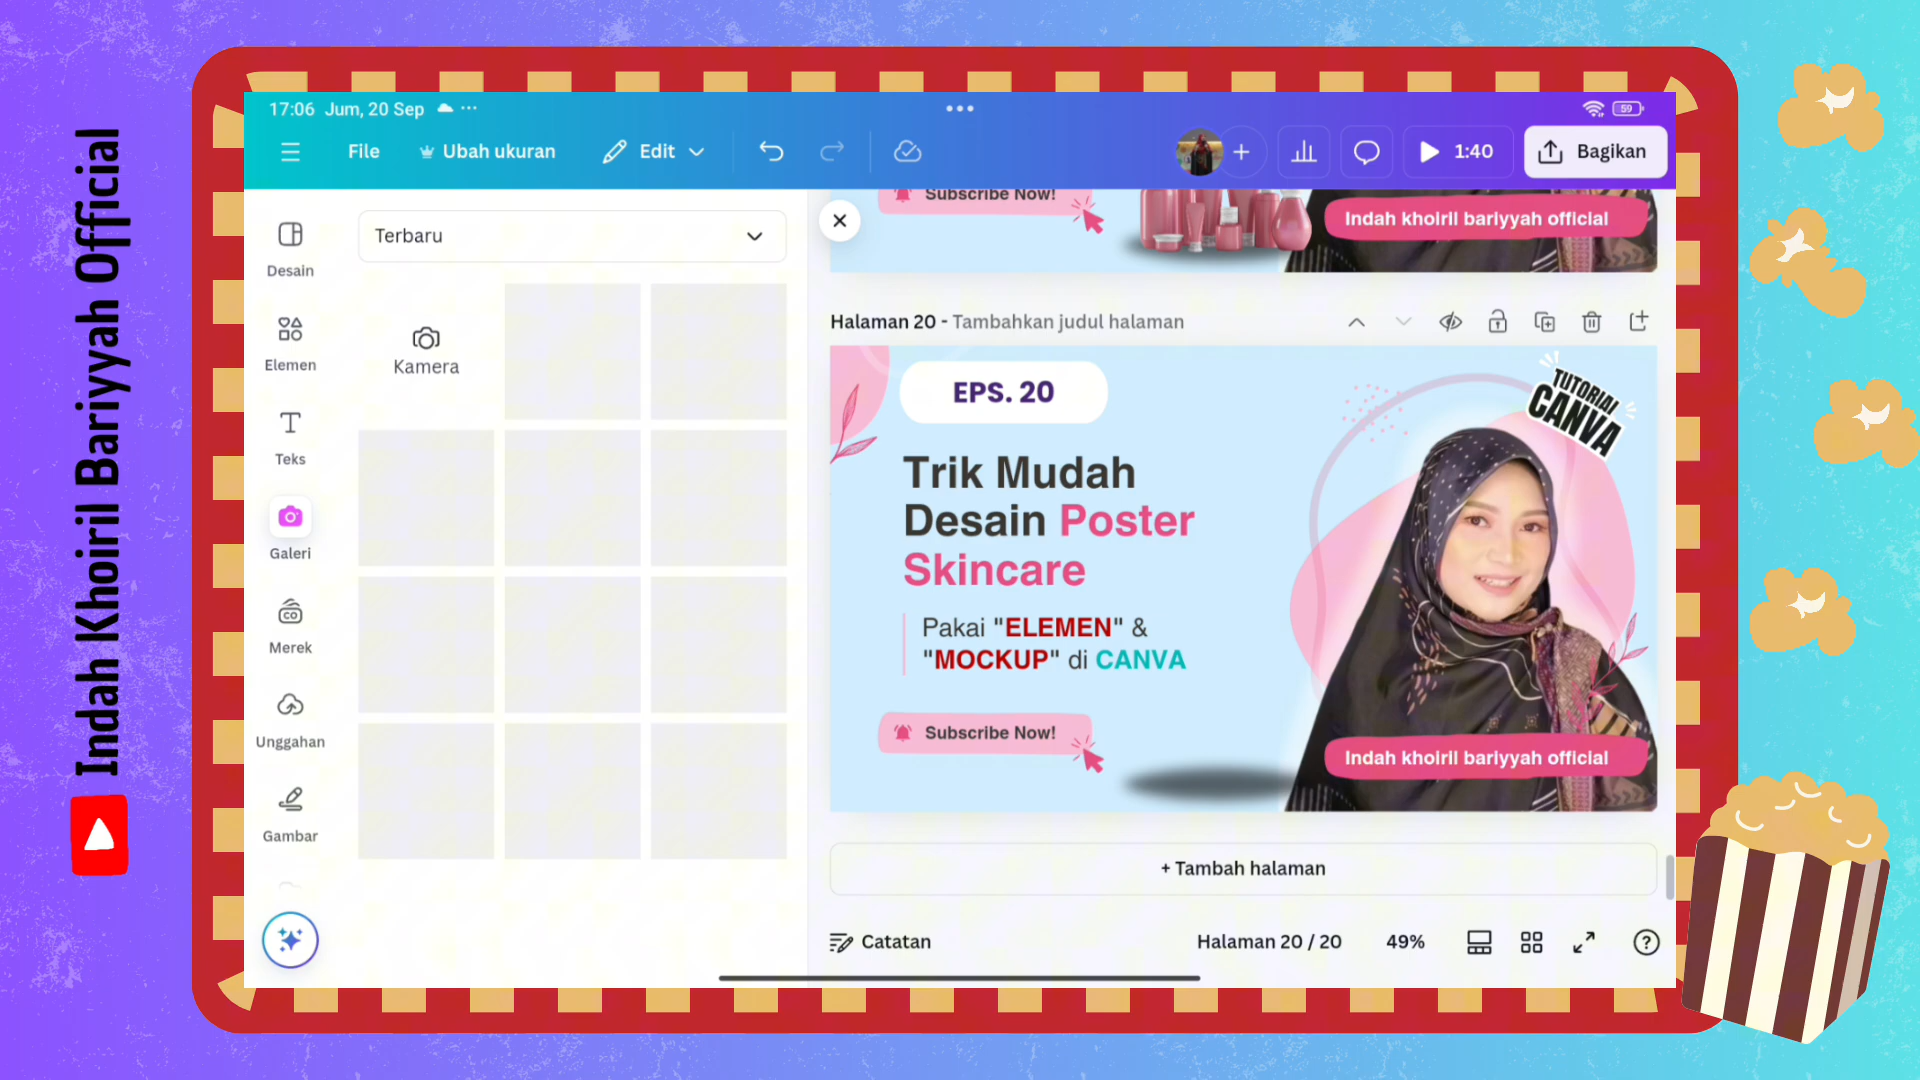 Indah Khoiril Bariyyah Official
17:06 Jum, 20 Sep
59
File
Ubah ukuran
Edit
1:40
Bagikan
Desain
Elemen
Teks
Galeri
Merek
Unggahan
Gambar
Terbaru
Kamera
Subscribe Now!
Indah khoiril bariyyah official
Halaman 20 - Tambahkan judul halaman
EPS. 20
TUTORIAL
CANVA
Trik Mudah
Desain Poster
Skincare
Pakai "ELEMEN" &
"MOCKUP" di CANVA
Subscribe Now!
Indah khoiril bariyyah official
+ Tambah halaman
Catatan
Halaman 20 / 20
49%